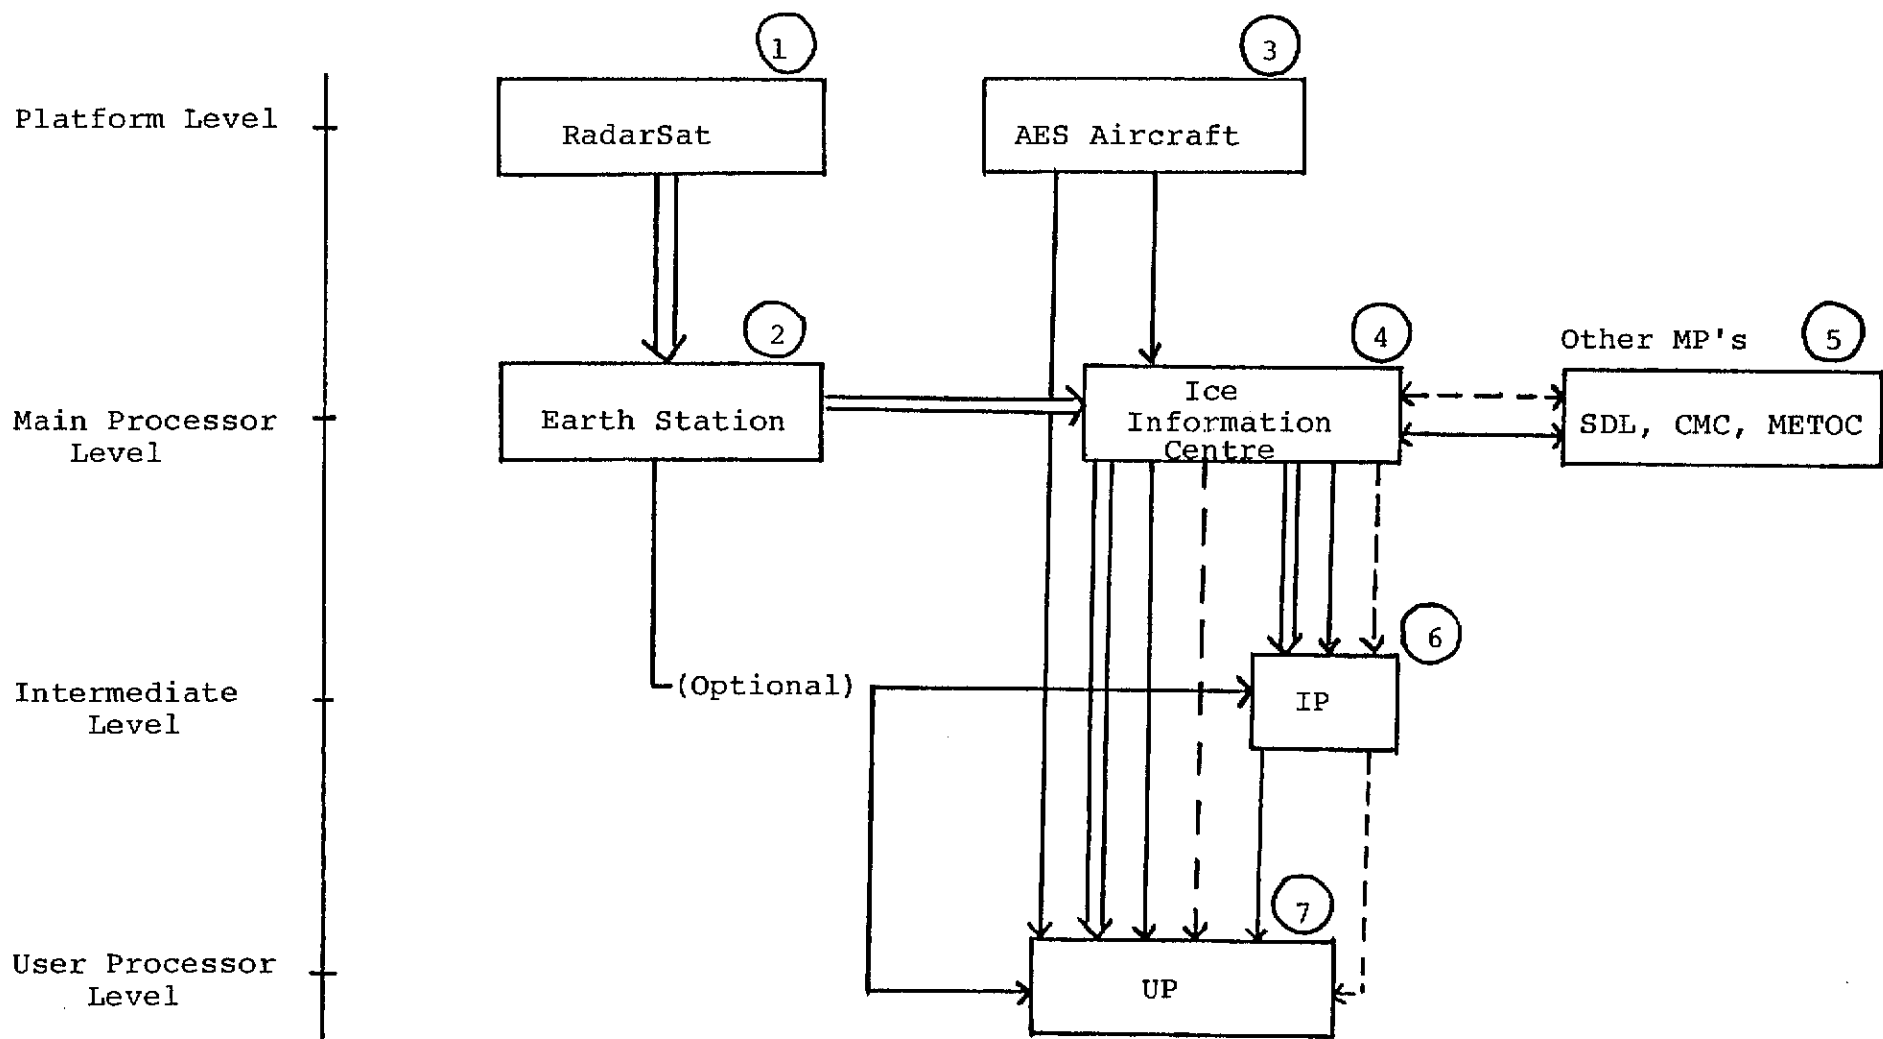 1
3
Platform Level
RadarSat
AES Aircraft
2
4
Other MP's
5
Main Processor
Level
Earth Station
Ice
Information
Centre
SDL, CMC, METOC
6
Intermediate
Level
(Optional)
IP
7
User Processor
Level
UP